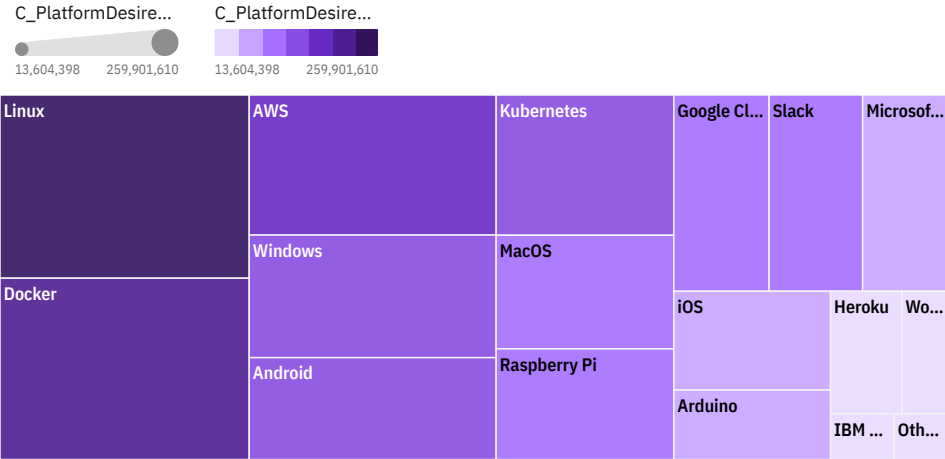 C_PlatformDesire... C_PlatformDesire...
13,604,398 259,901,610 13,604,398 259,901,610
Linux AWS Kubernetes Google Cl... Slack Microsof...
Windows MacOS
Docker iOS Heroku Wo...
Android Raspberry Pi
Arduino
IBM ... Oth...